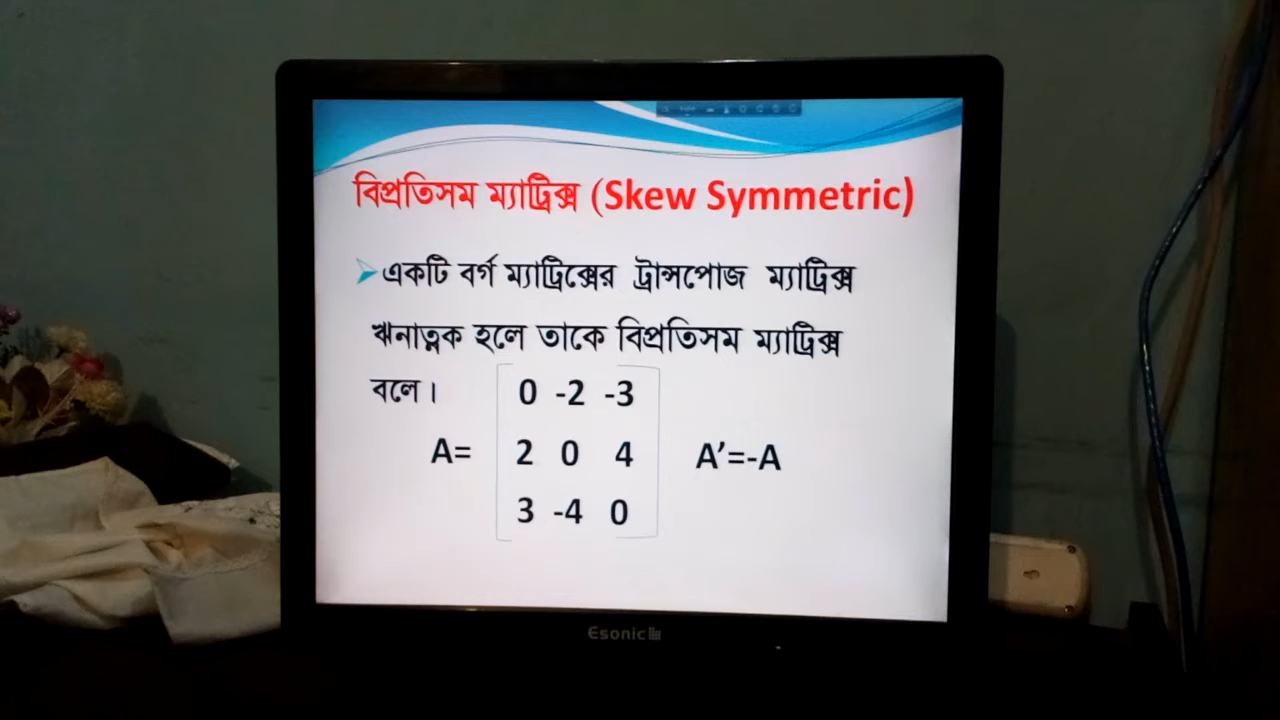 বিপ্রতিসম ম্যাট্রিক্স (Skew Symmetric)
একটি বর্গ ম্যাট্রিক্সের ট্রান্সপোজ ম্যাট্রিক্স
ঋনাত্নক হলে তাকে বিপ্রতিসম ম্যাট্রিক্স
বলে।
0 -2 -3
A= 2 0 4 A’=-A
3 -4 0
Esonic